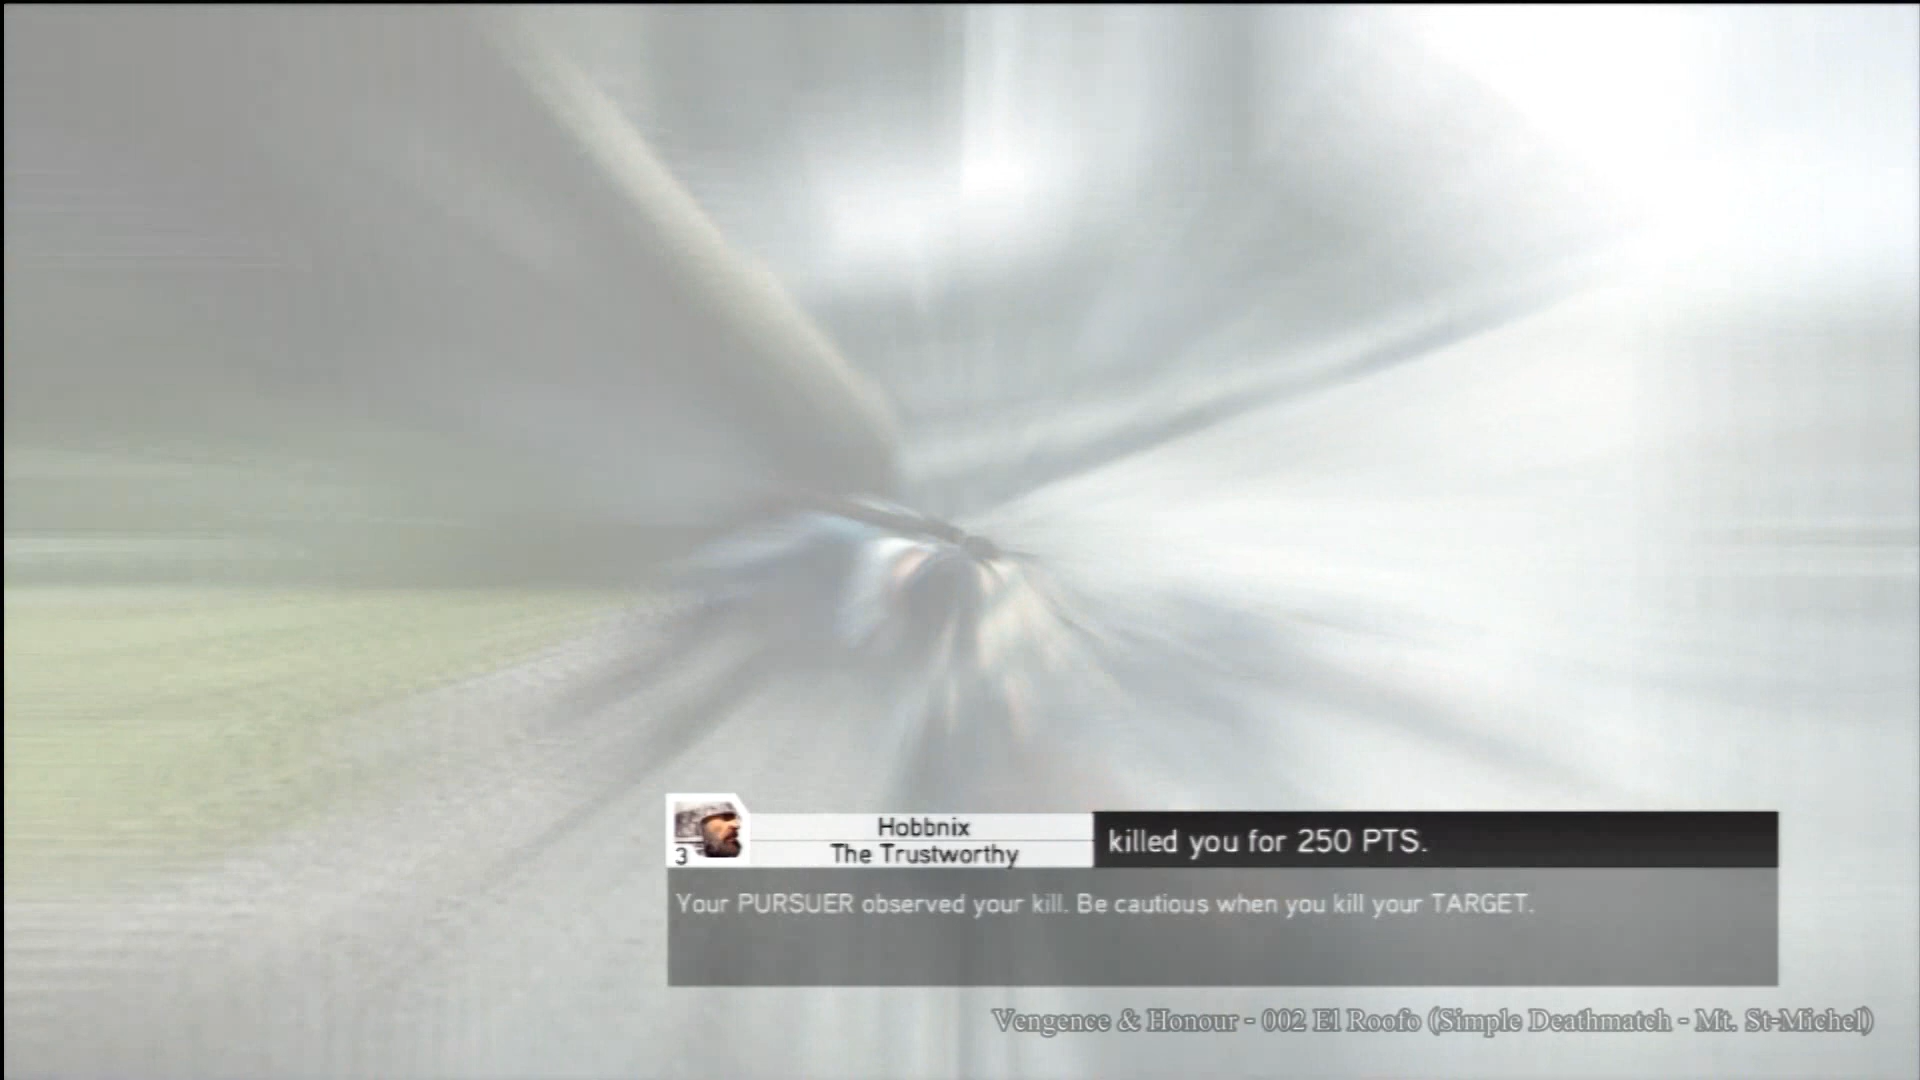 Hobbnix
The Trustworthy
killed you for 250 PTS.
3
Your PURSUER observed your kill. Be cautious when you kill your TARGET.
Vengence & Honour - 002 El Roofo (Simple Deathmatch - Mt. St-Michel)